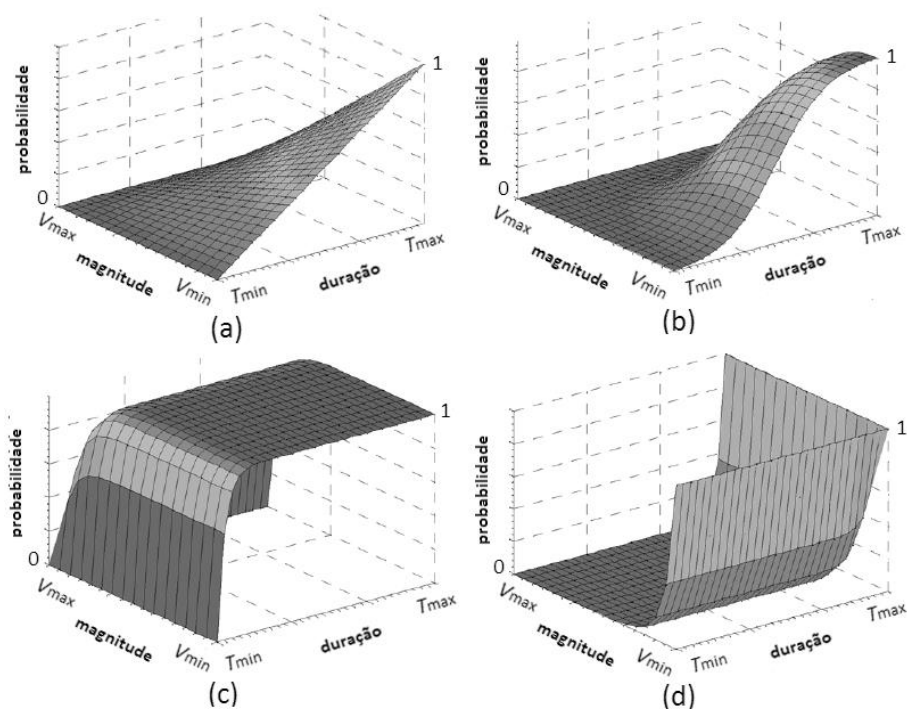 probabilidade
0
1
Vmax
magnitude
Vmin
Tmin
duração
Tmax
(a)
probabilidade
0
1
Vmax
magnitude
Vmin
Tmin
duração
Tmax
(b)
probabilidade
0
1
Vmax
magnitude
Vmin
Tmin
duração
Tmax
(c)
probabilidade
0
1
Vmax
magnitude
Vmin
Tmin
duração
Tmax
(d)